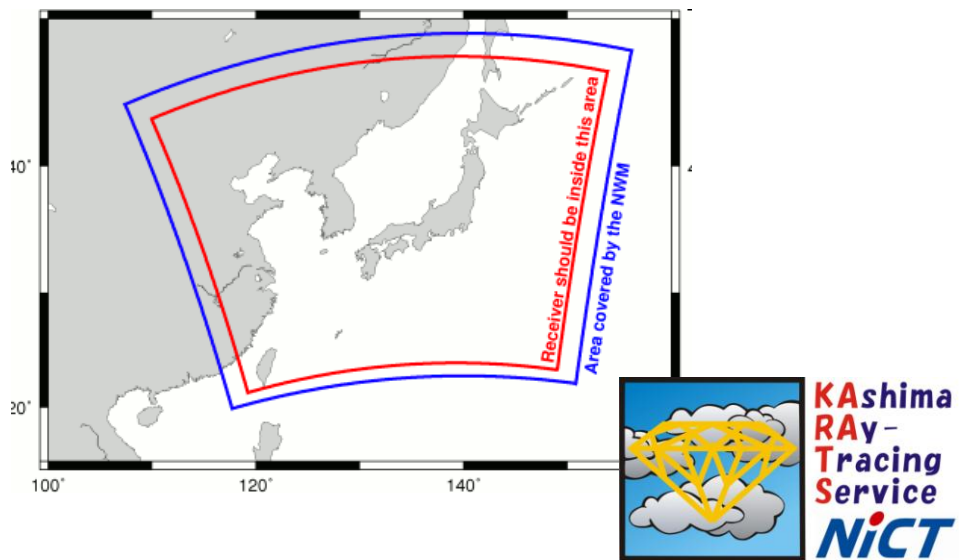 40°
20°
100°
120°
140°
Receiver should be inside this area
Area covered by the NWM
KAshima
RAy-
Tracing
Service
NiCT